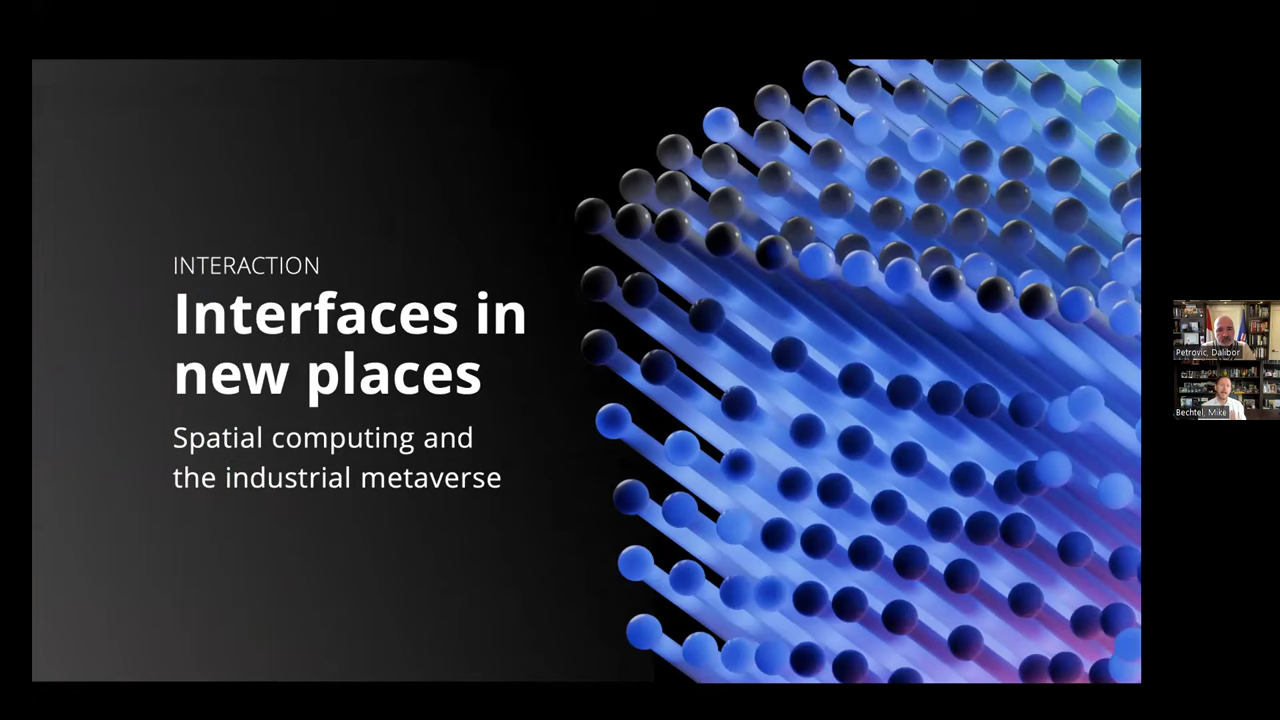 INTERACTION
Interfaces in
new places
Spatial computing and
the industrial metaverse
Petrovic, Dalibor
Bechtel, Mike